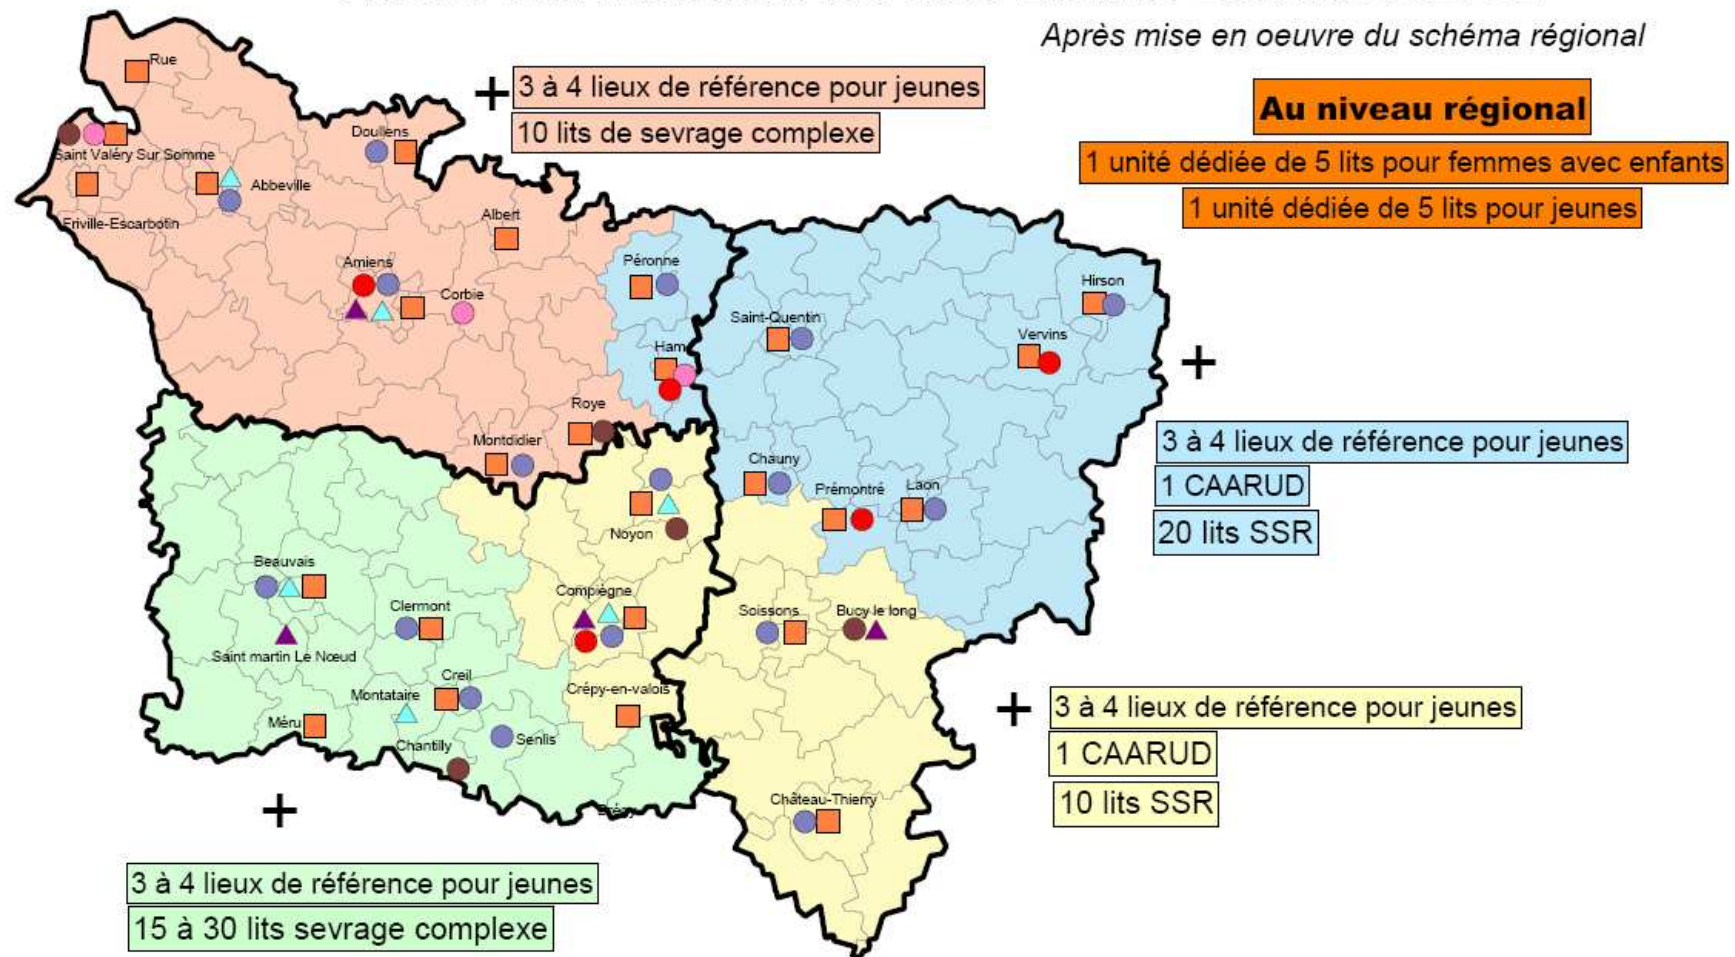 Après mise en oeuvre du schéma régional
Au niveau régional
1 unité dédiée de 5 lits pour femmes avec enfants
1 unité dédiée de 5 lits pour jeunes
3 à 4 lieux de référence pour jeunes
10 lits de sevrage complexe
Rue
Doullens
Saint Valéry Sur Somme
Abbeville
Friville-Escarbotin
Albert
Amiens
Corbie
Péronne
Ham
Roye
Montdidier
Hirson
Saint-Quentin
Vervins
Chauny
Prémontré
Laon
3 à 4 lieux de référence pour jeunes
1 CAARUD
20 lits SSR
Noyon
Beauvais
Clermont
Compiègne
Soissons
Bucy le long
Saint martin Le Nœud
Creil
Montataire
Crépy-en-valois
Méru
Chantilly
Senlis
Château-Thierry
3 à 4 lieux de référence pour jeunes
1 CAARUD
10 lits SSR
3 à 4 lieux de référence pour jeunes
15 à 30 lits sevrage complexe